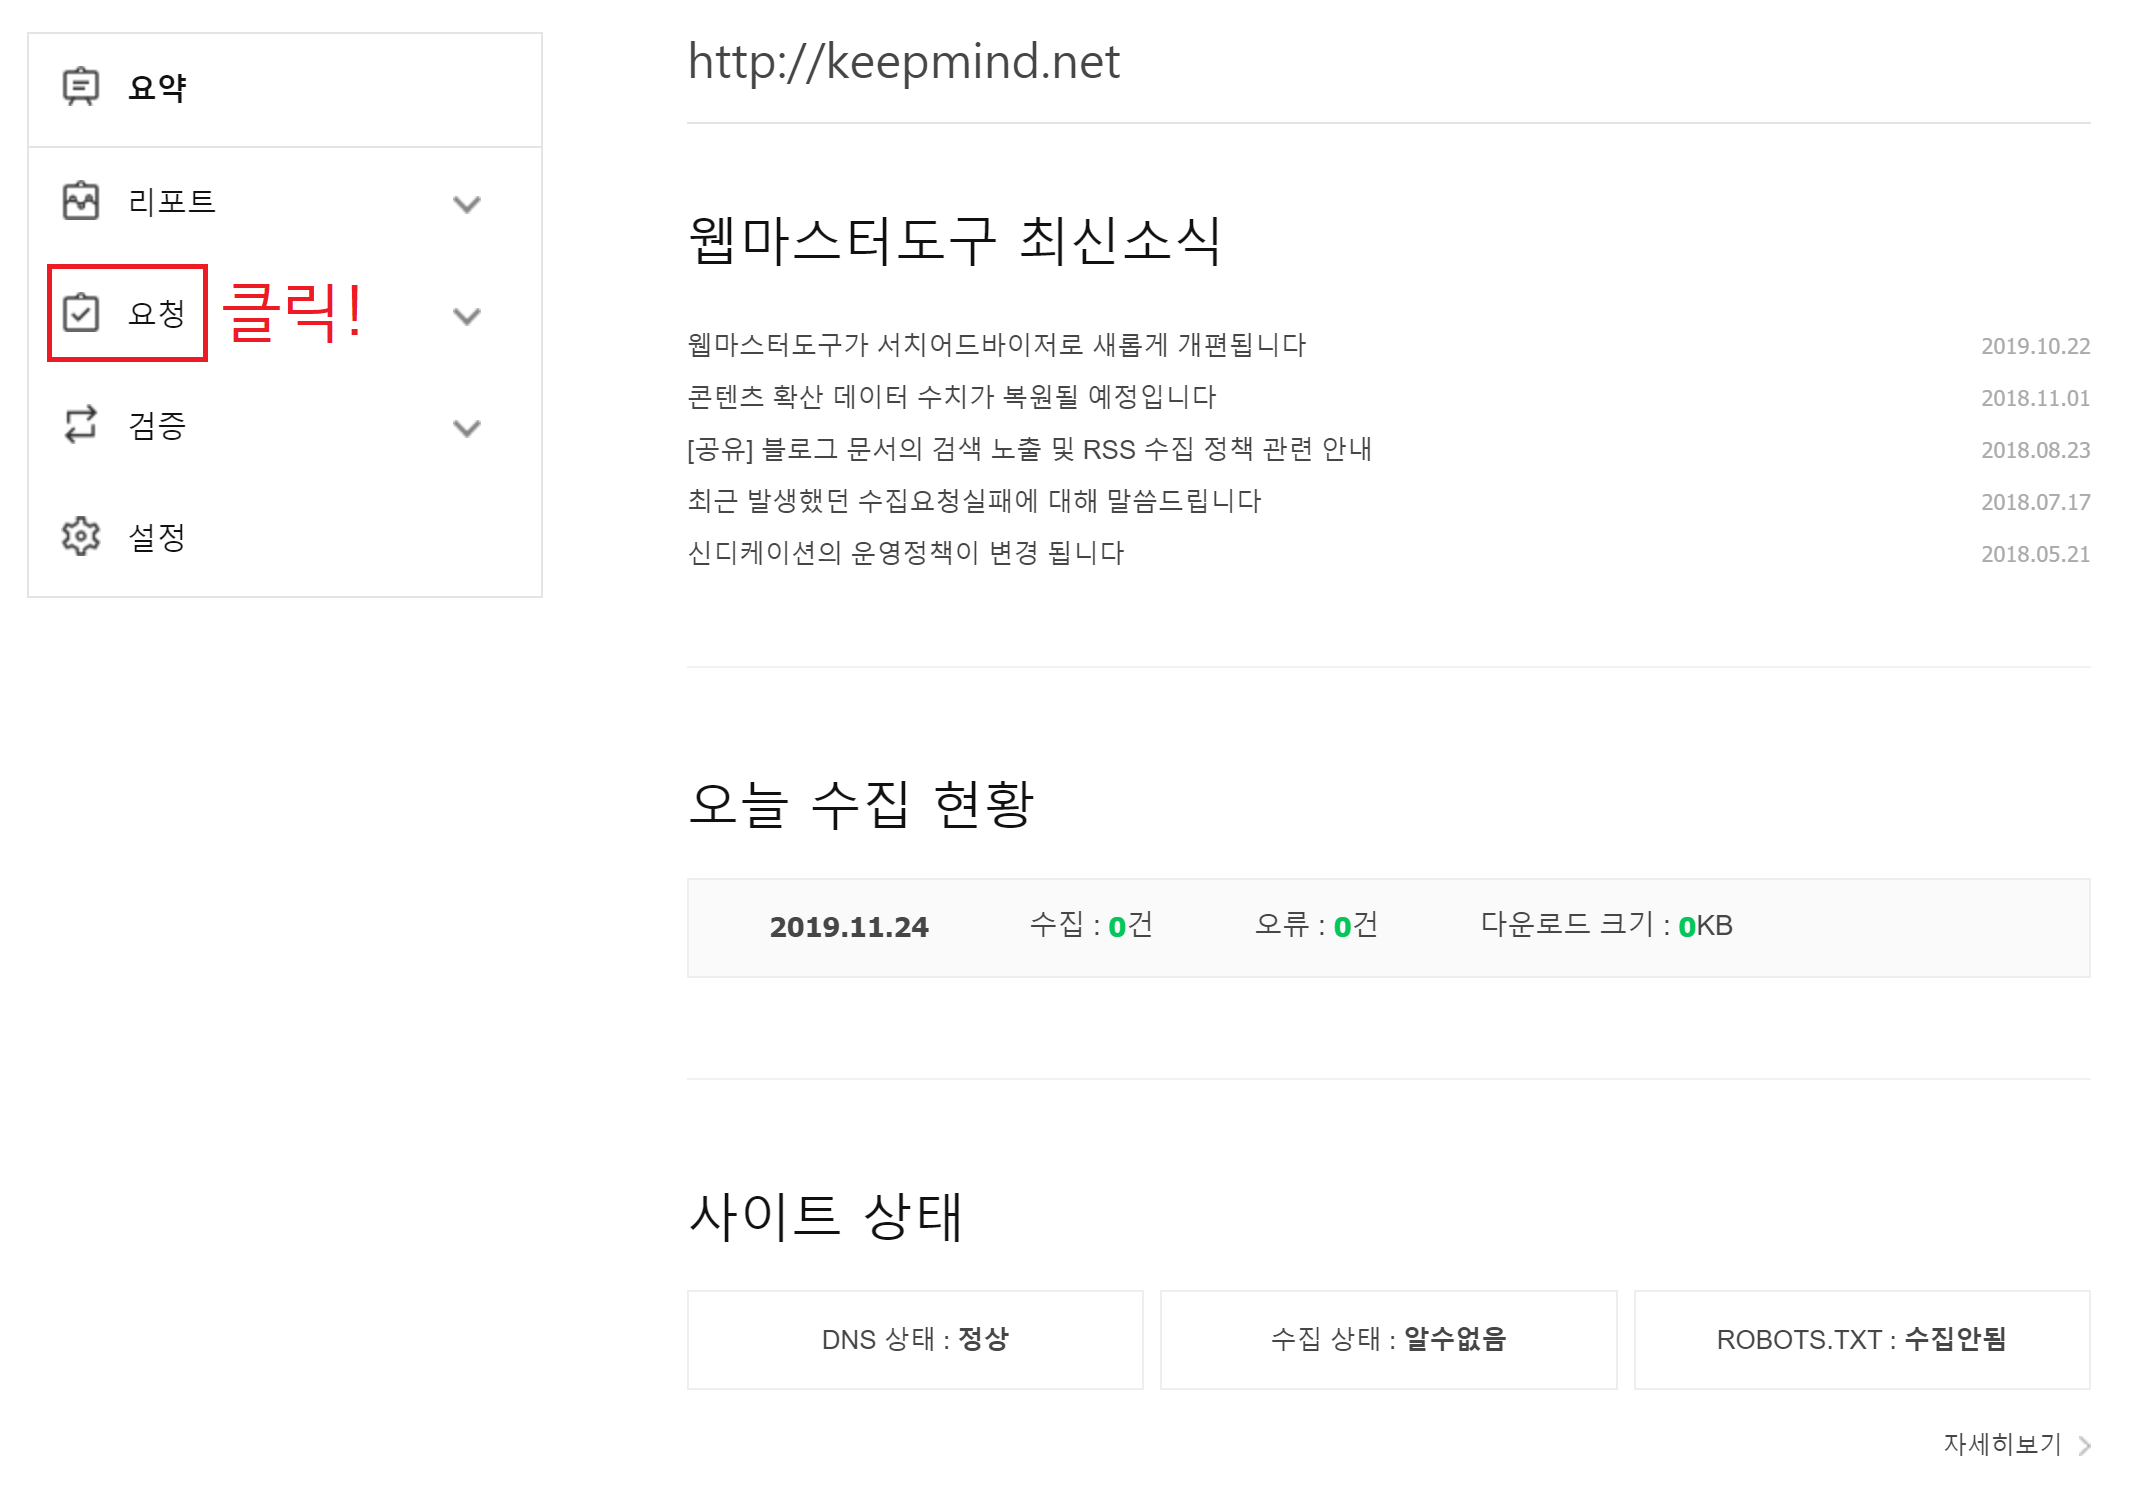 요약
리포트
요청 클릭!
검증
설정
http://keepmind.net
웹마스터도구 최신소식
웹마스터도구가 서치어드바이저로 새롭게 개편됩니다 2019.10.22
콘텐츠 확산 데이터 수치가 복원될 예정입니다 2018.11.01
[공유] 블로그 문서의 검색 노출 및 RSS 수집 정책 관련 안내 2018.08.23
최근 발생했던 수집요청실패에 대해 말씀드립니다 2018.07.17
신디케이션의 운영정책이 변경 됩니다 2018.05.21
오늘 수집 현황
2019.11.24 수집 : 0건 오류 : 0건 다운로드 크기 : 0KB
사이트 상태
DNS 상태 : 정상 수집 상태 : 알수없음 ROBOTS.TXT : 수집안됨
자세히보기